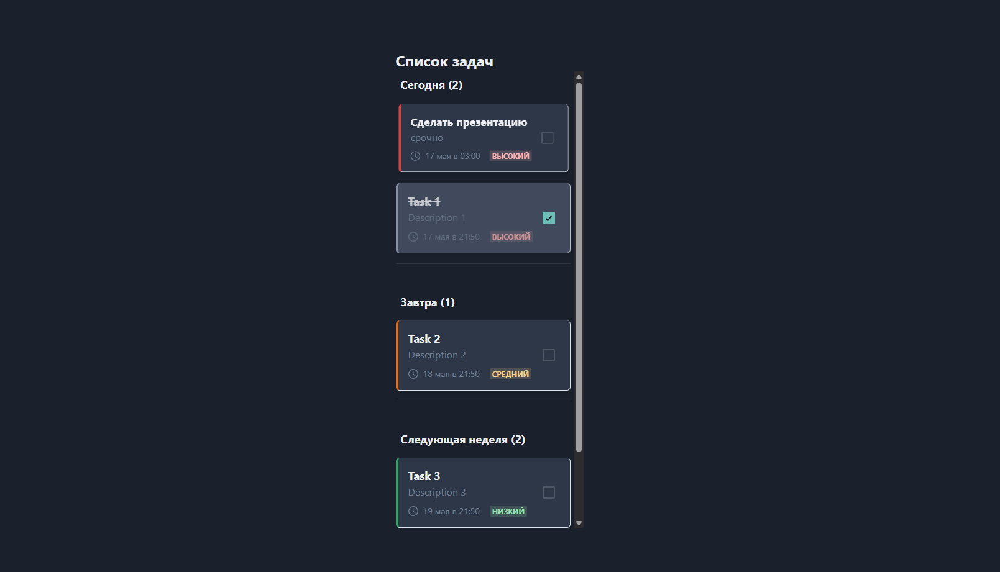 Список задач
Сегодня (2)
Сделать презентацию
срочно
17 мая в 03:00 ВЫСОКИЙ
Task 1
Description 1
17 мая в 21:50 ВЫСОКИЙ
Завтра (1)
Task 2
Description 2
18 мая в 21:50 СРЕДНИЙ
Следующая неделя (2)
Task 3
Description 3
19 мая в 21:50 НИЗКИЙ